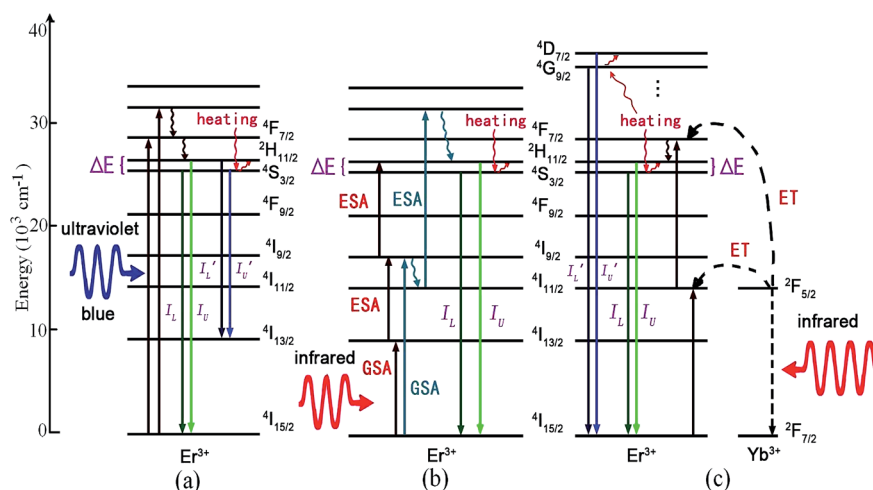 Energy (10³ cm⁻¹)
40
30
20
10
0
ultraviolet
blue
ΔE {
heating
I_L
I_U
I_L'
I_U'
⁴F₇/₂
²H₁₁/₂
⁴S₃/₂
⁴F₉/₂
⁴I₉/₂
⁴I₁₁/₂
⁴I₁₃/₂
⁴I₁₅/₂
Er³⁺
(a)
infrared
ΔE {
heating
ESA
ESA
ESA
GSA
GSA
I_L
I_U
⁴F₇/₂
²H₁₁/₂
⁴S₃/₂
⁴F₉/₂
⁴I₉/₂
⁴I₁₁/₂
⁴I₁₃/₂
⁴I₁₅/₂
Er³⁺
(b)
⁴D₇/₂
⁴G₉/₂
...
heating
} ΔE
ET
ET
I_L'
I_U'
I_L
I_U
²F₅/₂
infrared
²F₇/₂
Er³⁺
Yb³⁺
(c)